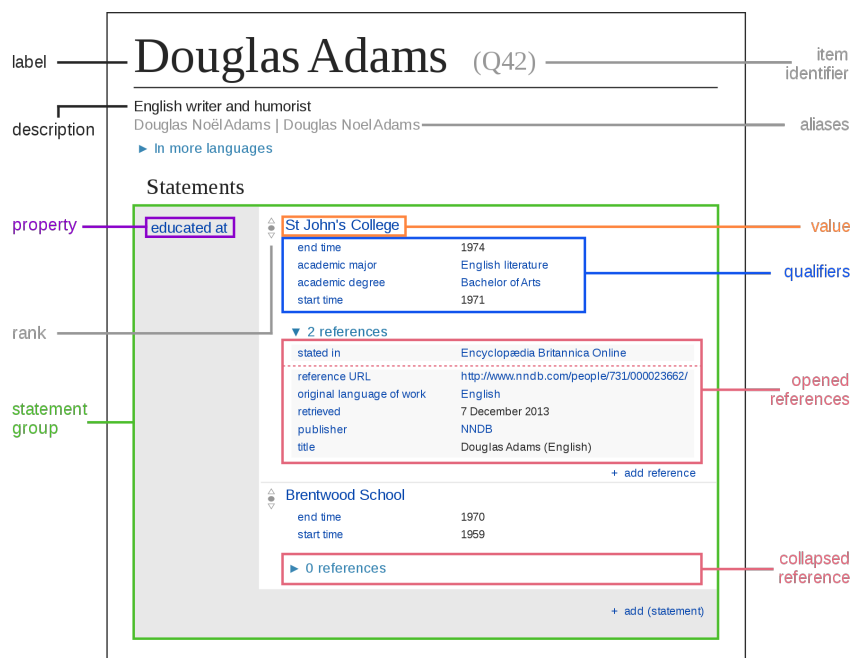 label
Douglas Adams (Q42)
item
identifier
description
English writer and humorist
Douglas Noël Adams | Douglas Noel Adams
aliases
► In more languages
Statements
property
educated at
St John's College
value
end time 1974
academic major English literature
academic degree Bachelor of Arts
start time 1971
qualifiers
rank
▼ 2 references
stated in Encyclopædia Britannica Online
reference URL http://www.nndb.com/people/731/000023662/
original language of work English
retrieved 7 December 2013
publisher NNDB
title Douglas Adams (English)
opened
references
statement
group
+ add reference
Brentwood School
end time 1970
start time 1959
► 0 references
collapsed
reference
+ add (statement)